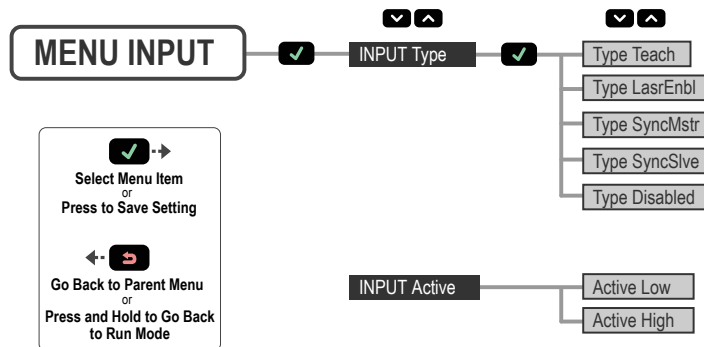 MENU INPUT
INPUT Type
Type Teach
Type LasrEnbl
Type SyncMstr
Type SyncSlve
Type Disabled
Select Menu Item
or
Press to Save Setting
Go Back to Parent Menu
or
Press and Hold to Go Back
to Run Mode
INPUT Active
Active Low
Active High